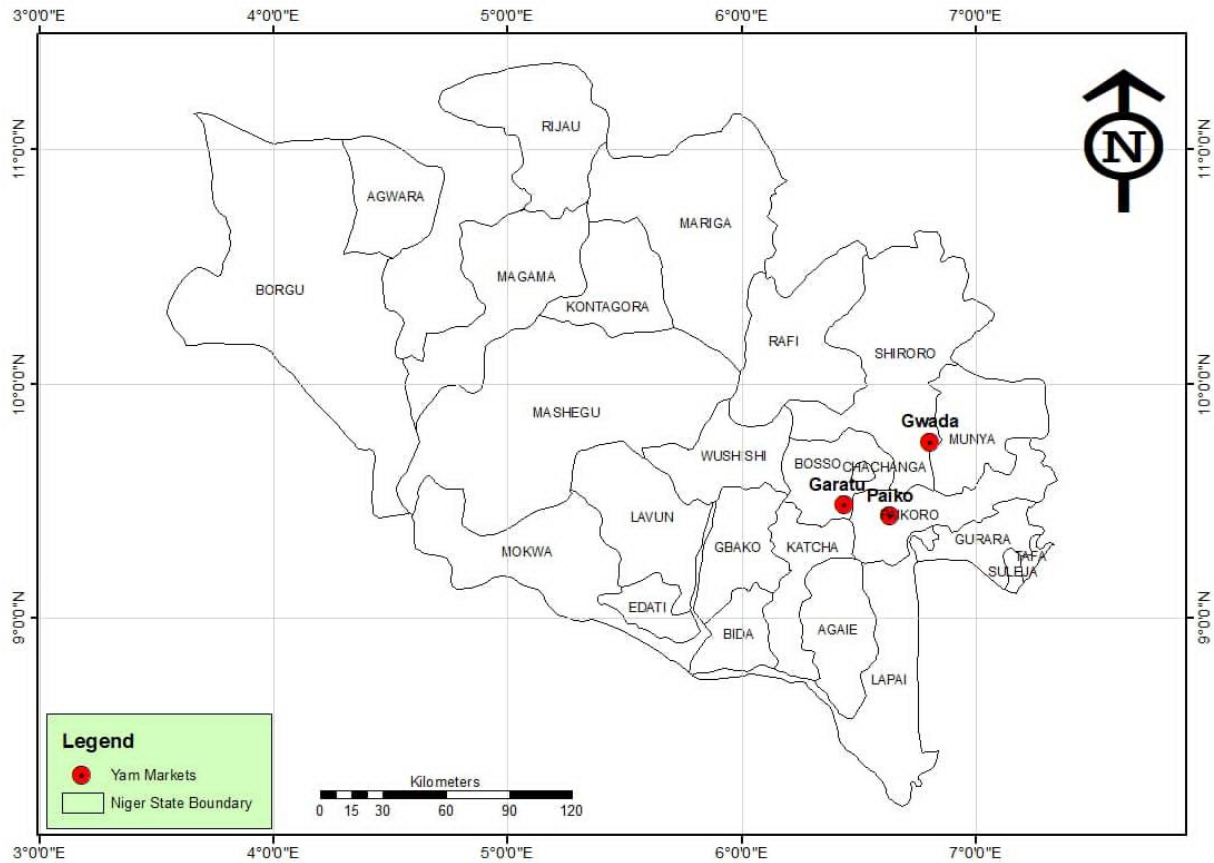 3°0'0"E 4°0'0"E 5°0'0"E 6°0'0"E 7°0'0"E
11°0'0"N
11°0'0"N
N
RIJAU
AGWARA
MARIGA
MAGAMA
BORGU
KONTAGORA
RAFI
SHIRORO
10°0'0"N
10°0'0"N
MASHEGU
Gwada
MUNYA
WUSHISHI
BOSSO
CHACHANGA
Garatu
Paiko
LAVUN
IKORO
GURARA
MOKWA
GBAKO
KATCHA
TAFA
SULEJA
EDATI
9°0'0"N
9°0'0"N
BIDA
AGAIE
LAPAI
Legend
Yam Markets
Niger State Boundary
Kilometers
0 15 30 60 90 120
3°0'0"E 4°0'0"E 5°0'0"E 6°0'0"E 7°0'0"E